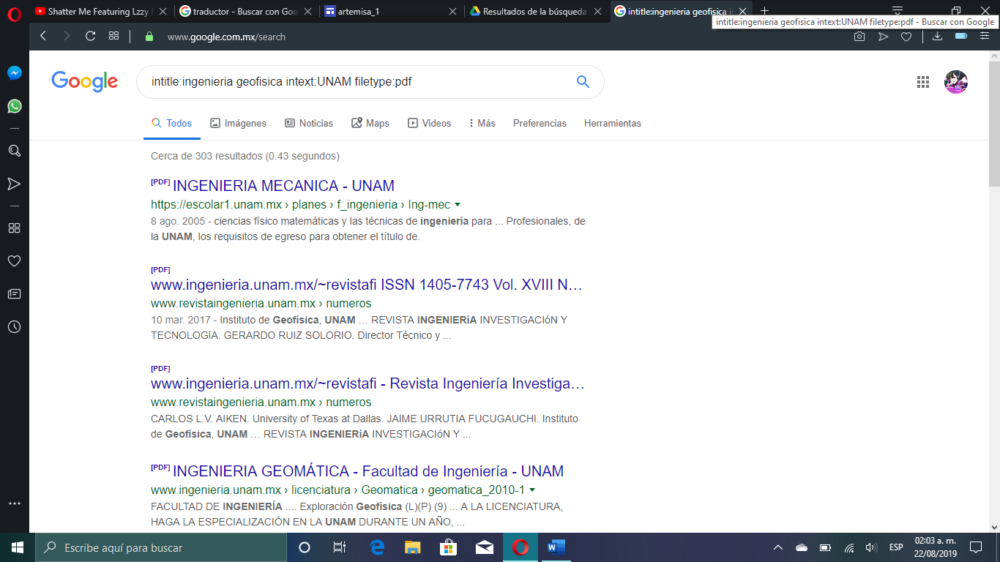 Shatter Me Featuring Lzzy
traductor - Buscar con Goo
artemisa_1
Resultados de la búsqueda
intitle:ingenieria geofisica in
intitle:ingenieria geofisica intext:UNAM filetype:pdf - Buscar con Google
www.google.com.mx/search
Google
intitle:ingenieria geofisica intext:UNAM filetype:pdf
Todos
Imágenes
Noticias
Maps
Videos
Más
Preferencias
Herramientas
Cerca de 303 resultados (0.43 segundos)
[PDF] INGENIERIA MECANICA - UNAM
https://escolar1.unam.mx › planes › f_ingenieria › Ing-mec
8 ago. 2005 - ciencias físico matemáticas y las técnicas de ingeniería para ... Profesionales, de
la UNAM, los requisitos de egreso para obtener el título de.
[PDF]
www.ingenieria.unam.mx/~revistafi ISSN 1405-7743 Vol. XVIII N…
www.revistaingenieria.unam.mx › numeros
10 mar. 2017 - Instituto de Geofísica, UNAM … REVISTA INGENIERíA INVESTIGACIóN Y
TECNOLOGíA. GERARDO RUIZ SOLORIO. Director Técnico y ...
[PDF]
www.ingenieria.unam.mx/~revistafi - Revista Ingeniería Investiga…
www.revistaingenieria.unam.mx › numeros
CARLOS L.V. AIKEN. University of Texas at Dallas. JAIME URRUTIA FUCUGAUCHI. Instituto
de Geofísica, UNAM … REVISTA INGENIERíA INVESTIGACIóN Y ...
[PDF] INGENIERIA GEOMÁTICA - Facultad de Ingeniería - UNAM
www.ingenieria.unam.mx › licenciatura › Geomatica › geomatica_2010-1
FACULTAD DE INGENIERÍA .... Exploración Geofísica (L)(P) (9) ... A LA LICENCIATURA,
HAGA LA ESPECIALIZACIÓN EN LA UNAM DURANTE UN AÑO, ...
Escribe aquí para buscar
ESP
02:03 a. m.
22/08/2019